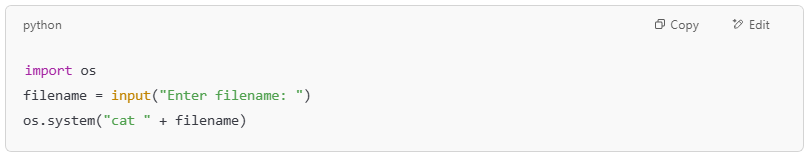 python Copy Edit
import os
filename = input("Enter filename: ")
os.system("cat " + filename)